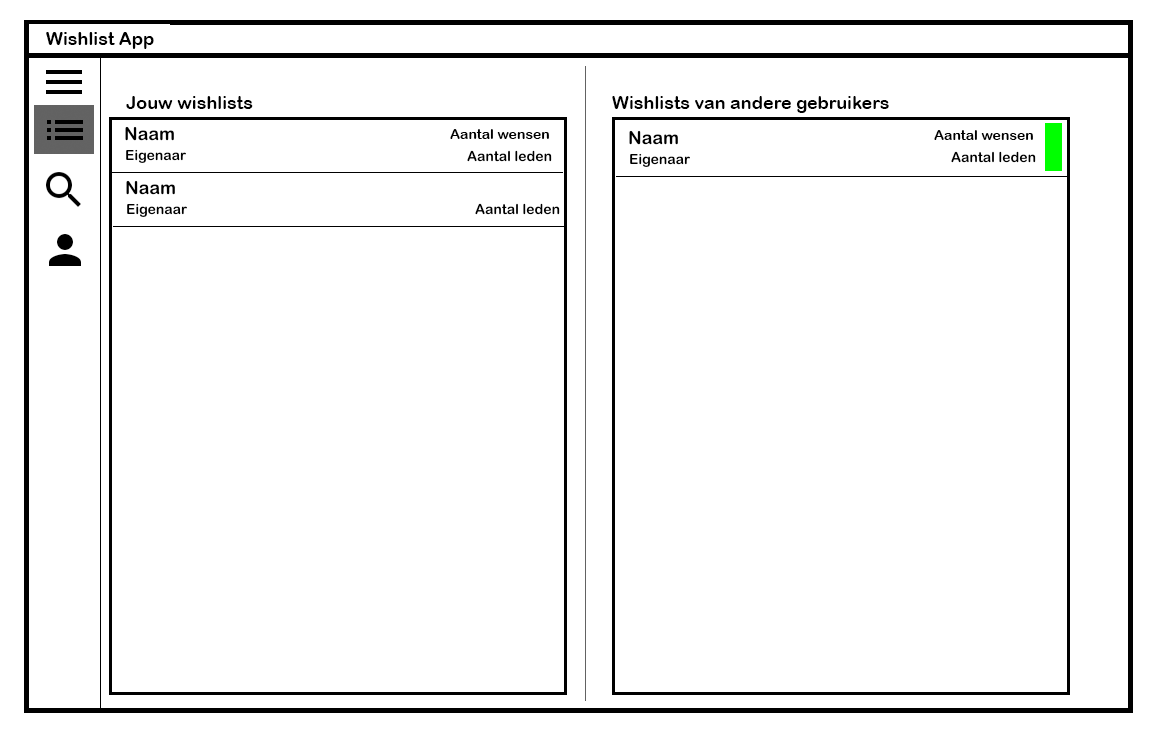 Wishlist App
Jouw wishlists
Naam Aantal wensen
Eigenaar Aantal leden
Naam
Eigenaar Aantal leden
Wishlists van andere gebruikers
Naam Aantal wensen
Eigenaar Aantal leden